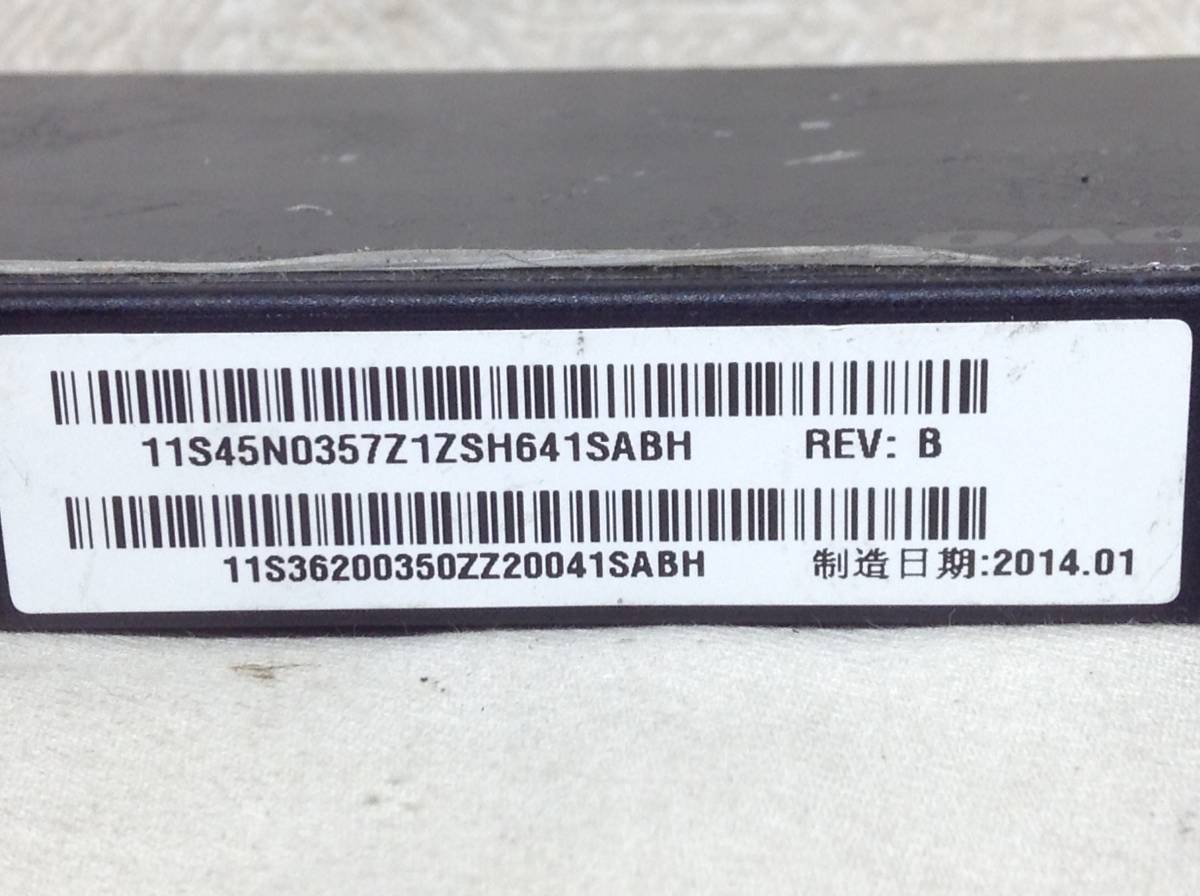 11S45N0357Z1ZSH641SABH REV: B
11S36200350ZZ20041SABH 制造日期:2014.01